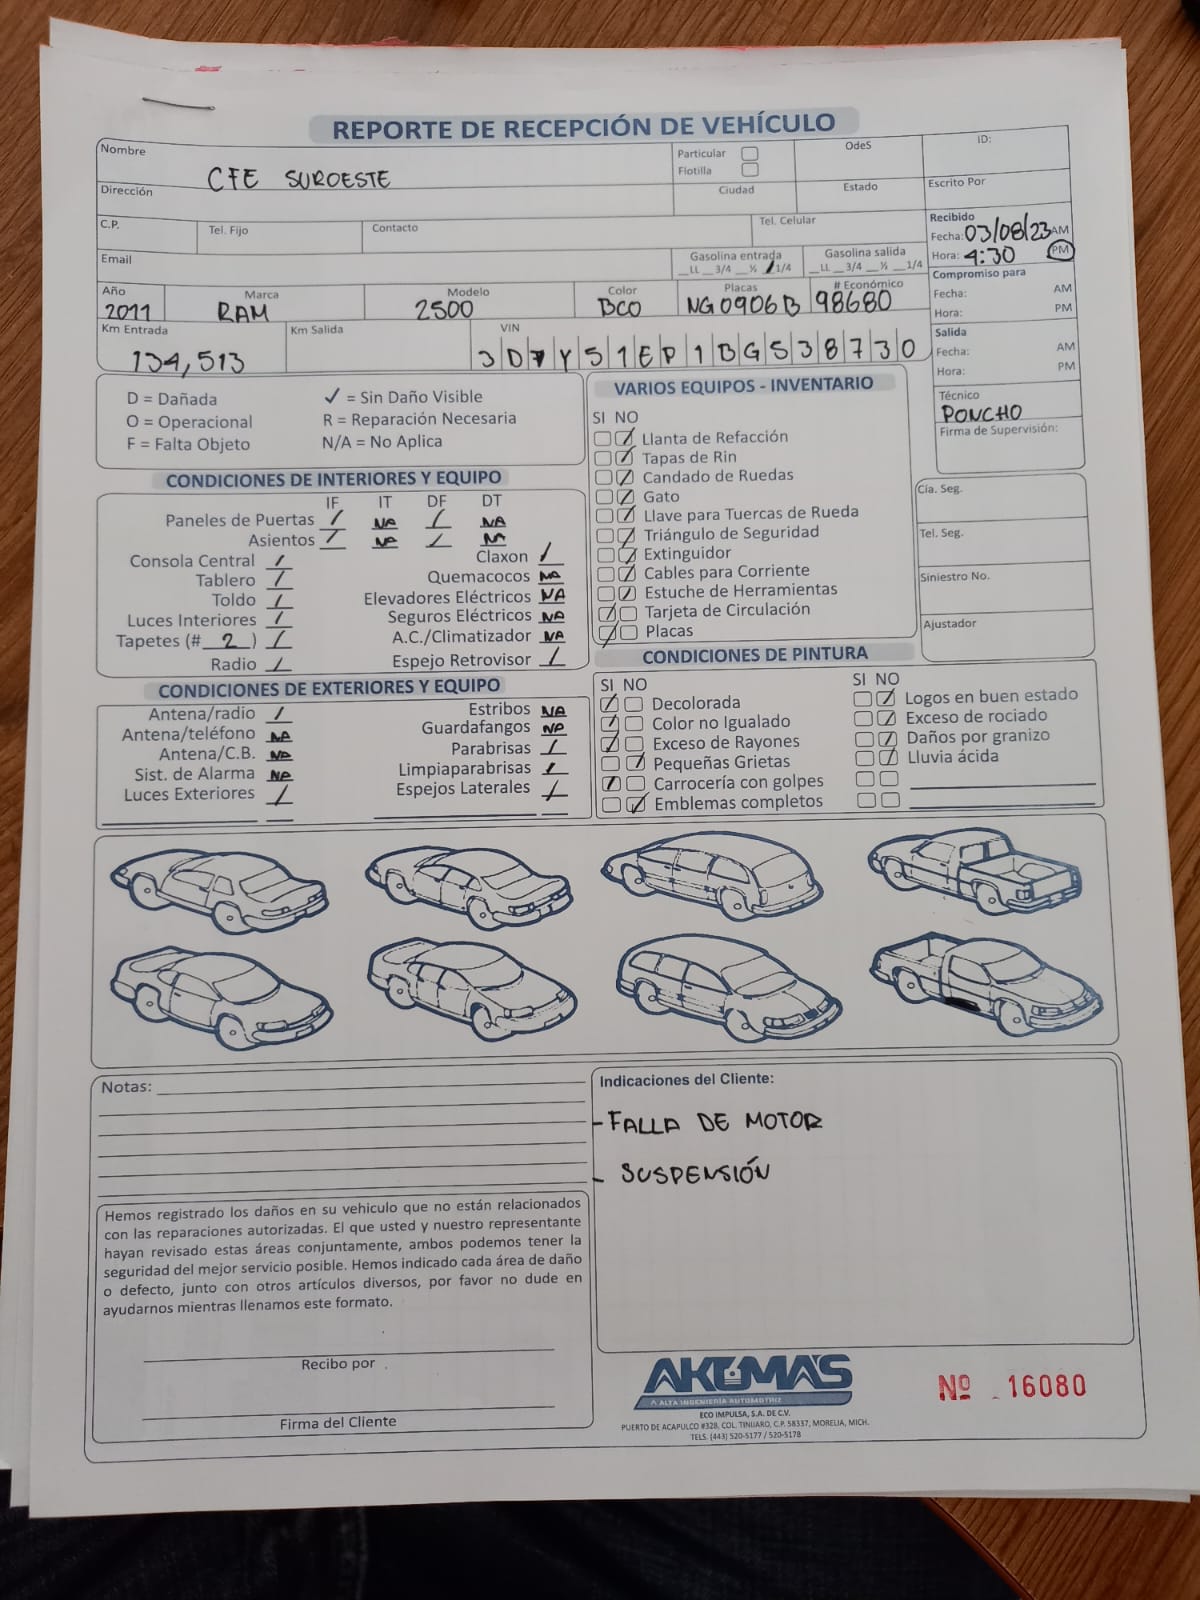 REPORTE DE RECEPCIÓN DE VEHÍCULO
Nombre CFE SUROESTE
Particular
Flotilla
OdeS
ID:
Dirección
Ciudad
Estado
Escrito Por
C.P.
Tel. Fijo
Contacto
Tel. Celular
Recibido
Fecha: 03/08/23 AM
Hora: 4:30 PM
Email
Gasolina entrada
__LL __3/4 __½ __1/4
Gasolina salida
__LL __3/4 __½ __1/4
Compromiso para
Fecha: AM
Hora: PM
Año 2011
Marca RAM
Modelo 2500
Color BCO
Placas NG0906B
# Económico 98680
Km Entrada 134,513
Km Salida
VIN 3D7Y51EP1BG538730
Salida
Fecha: AM
Hora: PM
Técnico
PONCHO
Firma de Supervisión:
D = Dañada
✓ = Sin Daño Visible
O = Operacional
R = Reparación Necesaria
F = Falta Objeto
N/A = No Aplica
VARIOS EQUIPOS - INVENTARIO
SI NO
Llanta de Refacción
Tapas de Rin
Candado de Ruedas
Gato
Llave para Tuercas de Rueda
Triángulo de Seguridad
Extinguidor
Cables para Corriente
Estuche de Herramientas
Tarjeta de Circulación
Placas
Cía. Seg.
Tel. Seg.
Siniestro No.
Ajustador
CONDICIONES DE INTERIORES Y EQUIPO
IF IT DF DT
Paneles de Puertas / NA / NA
Asientos / NA / NA
Consola Central /
Claxon /
Tablero /
Quemacocos NA
Toldo /
Elevadores Eléctricos NA
Luces Interiores /
Seguros Eléctricos NA
Tapetes (# 2 ) /
A.C./Climatizador NA
Radio /
Espejo Retrovisor /
CONDICIONES DE EXTERIORES Y EQUIPO
Antena/radio /
Estribos NA
Antena/teléfono NA
Guardafangos NA
Antena/C.B. NA
Parabrisas /
Sist. de Alarma NA
Limpiaparabrisas /
Luces Exteriores /
Espejos Laterales /
CONDICIONES DE PINTURA
SI NO
Decolorada
Color no Igualado
Exceso de Rayones
Pequeñas Grietas
Carrocería con golpes
Emblemas completos
SI NO
Logos en buen estado
Exceso de rociado
Daños por granizo
Lluvia ácida
Notas:
Indicaciones del Cliente:
- FALLA DE MOTOR
- SUSPENSIÓN
Hemos registrado los daños en su vehiculo que no están relacionados
con las reparaciones autorizadas. El que usted y nuestro representante
hayan revisado estas áreas conjuntamente, ambos podemos tener la
seguridad del mejor servicio posible. Hemos indicado cada área de daño
o defecto, junto con otros artículos diversos, por favor no dude en
ayudarnos mientras llenamos este formato.
Recibo por
Firma del Cliente
AKUMA'S
ALTA INGENIERÍA AUTOMOTRIZ
ECO IMPULSA, S.A. DE C.V.
PUERTO DE ACAPULCO #328, COL. TINIJARO, C.P. 58337, MORELIA, MICH.
TELS. (443) 520-5177 / 520-5178
Nº 16080